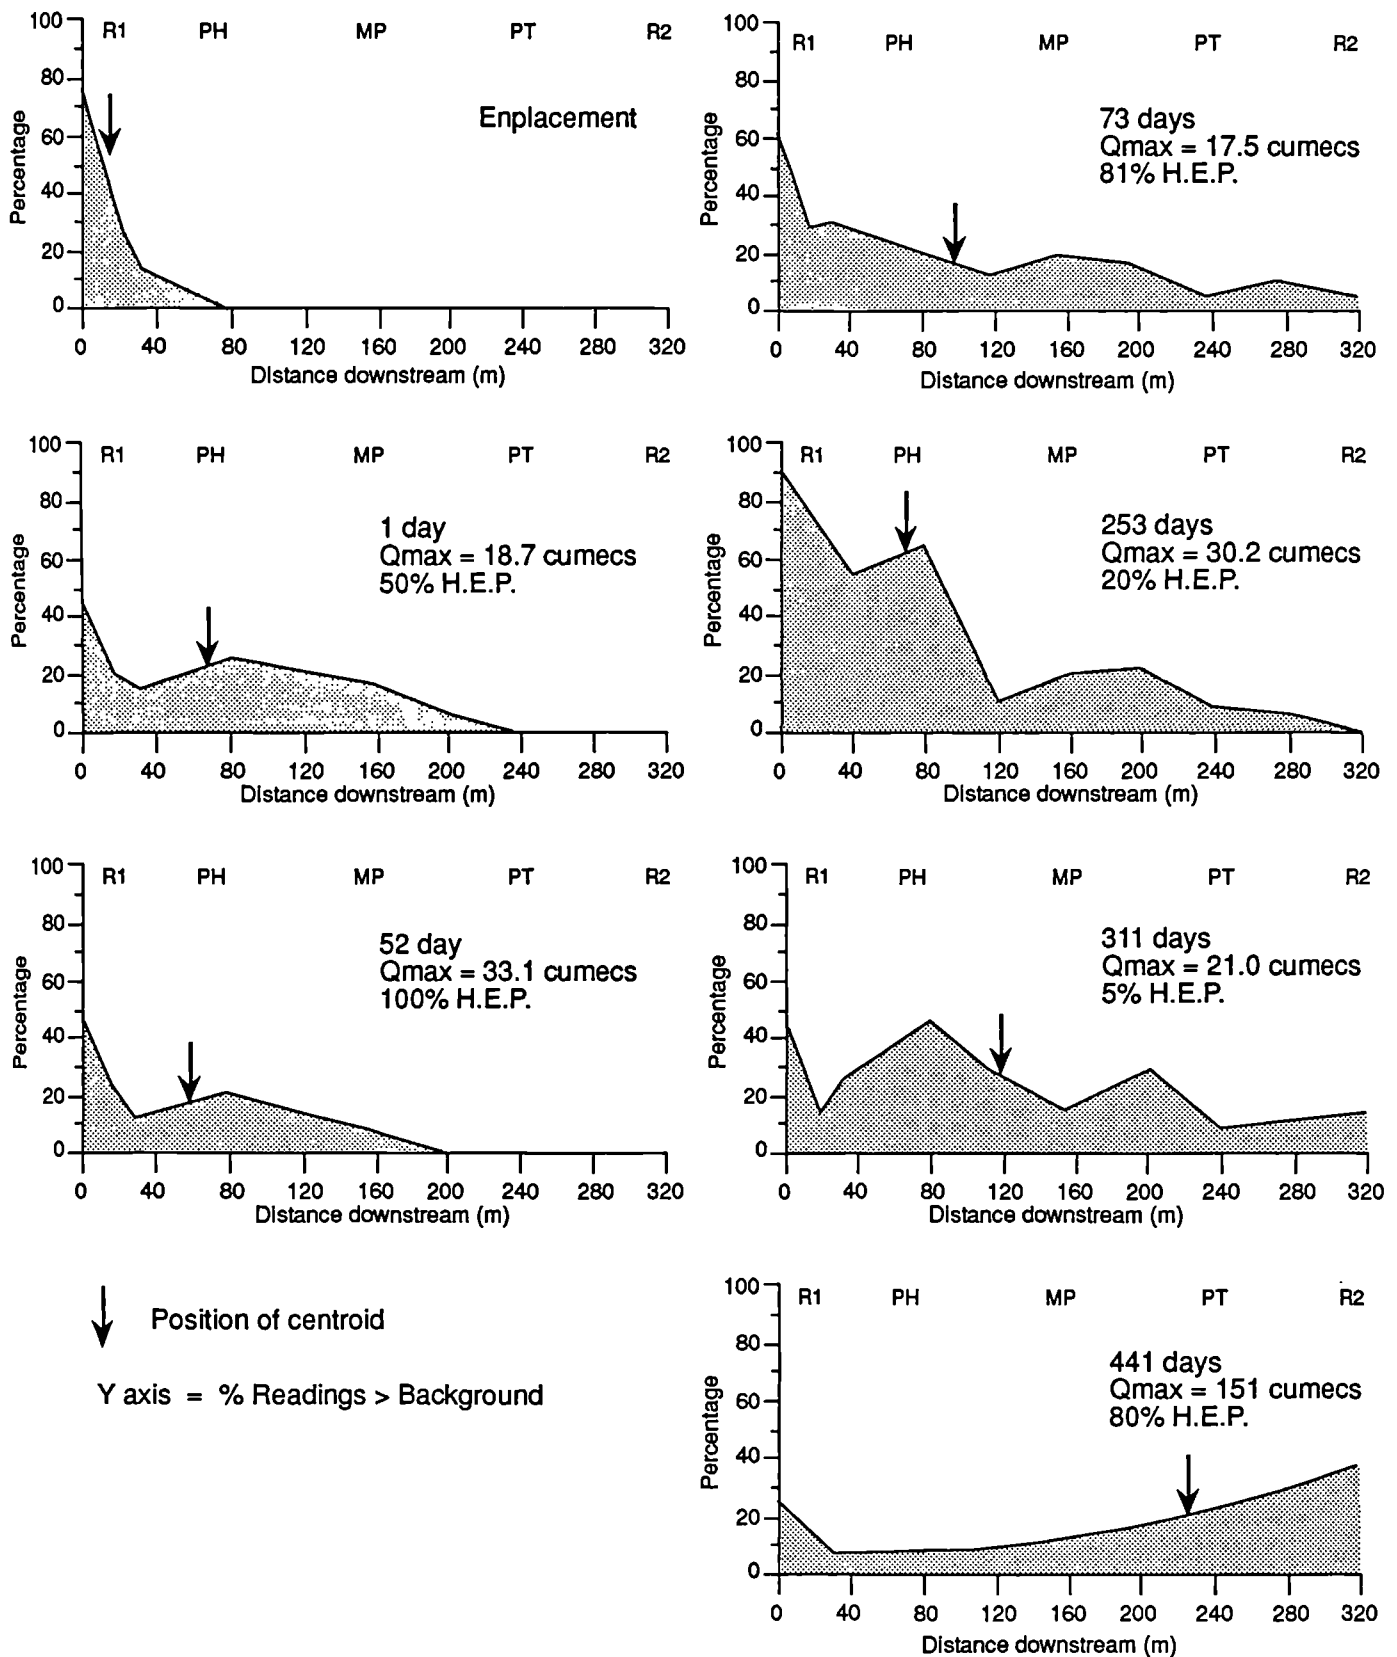 100
80
60
40
20
0
Percentage
R1 PH MP PT R2
Enplacement
0 40 80 120 160 200 240 280 320
Distance downstream (m)
100
80
60
40
20
0
Percentage
R1 PH MP PT R2
1 day
Qmax = 18.7 cumecs
50% H.E.P.
0 40 80 120 160 200 240 280 320
Distance downstream (m)
100
80
60
40
20
0
Percentage
R1 PH MP PT R2
52 day
Qmax = 33.1 cumecs
100% H.E.P.
0 40 80 120 160 200 240 280 320
Distance downstream (m)
Position of centroid
Y axis = % Readings > Background
100
80
60
40
20
0
Percentage
R1 PH MP PT R2
73 days
Qmax = 17.5 cumecs
81% H.E.P.
0 40 80 120 160 200 240 280 320
Distance downstream (m)
100
80
60
40
20
0
Percentage
R1 PH MP PT R2
253 days
Qmax = 30.2 cumecs
20% H.E.P.
0 40 80 120 160 200 240 280 320
Distance downstream (m)
100
80
60
40
20
0
Percentage
R1 PH MP PT R2
311 days
Qmax = 21.0 cumecs
5% H.E.P.
0 40 80 120 160 200 240 280 320
Distance downstream (m)
100
80
60
40
20
0
Percentage
R1 PH MP PT R2
441 days
Qmax = 151 cumecs
80% H.E.P.
0 40 80 120 160 200 240 280 320
Distance downstream (m)